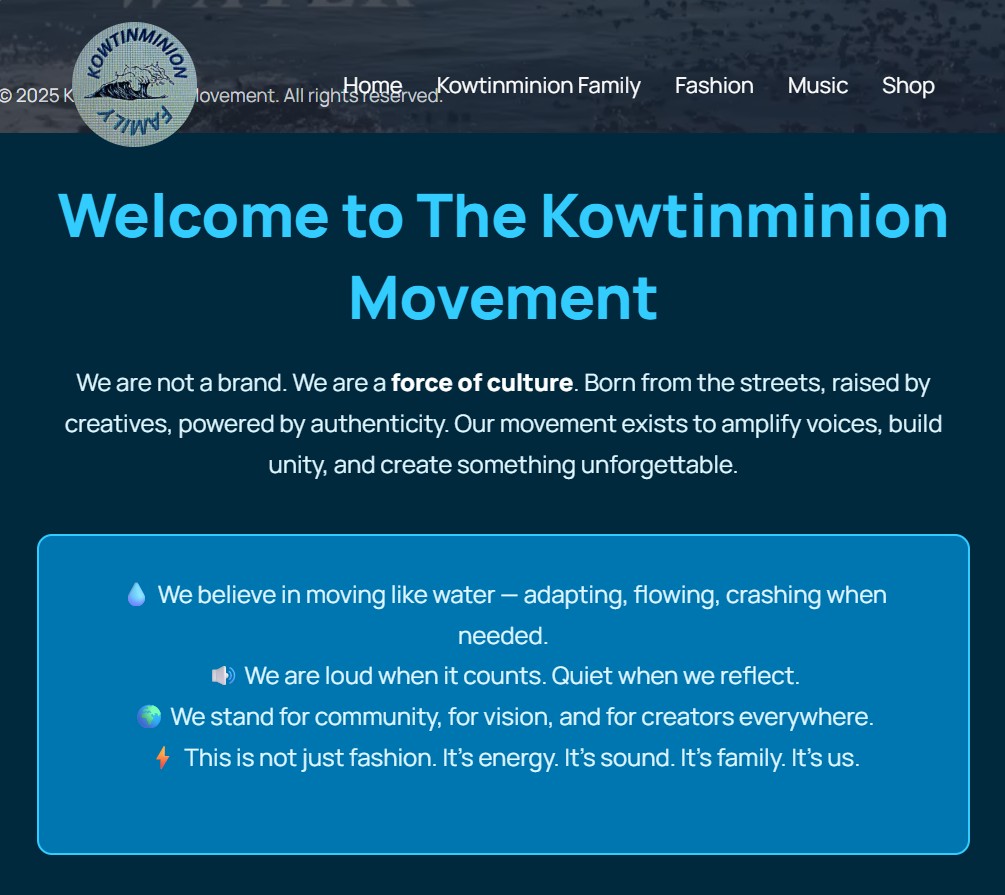 WATER
KOWTINMINION
FAMILY
© 2025 K
Movement. All rights reserved.
Home Kowtinminion Family Fashion Music Shop
Welcome to The Kowtinminion
Movement
We are not a brand. We are a force of culture. Born from the streets, raised by
creatives, powered by authenticity. Our movement exists to amplify voices, build
unity, and create something unforgettable.
💧 We believe in moving like water — adapting, flowing, crashing when
needed.
🔊 We are loud when it counts. Quiet when we reflect.
🌍 We stand for community, for vision, and for creators everywhere.
⚡ This is not just fashion. It’s energy. It’s sound. It’s family. It’s us.